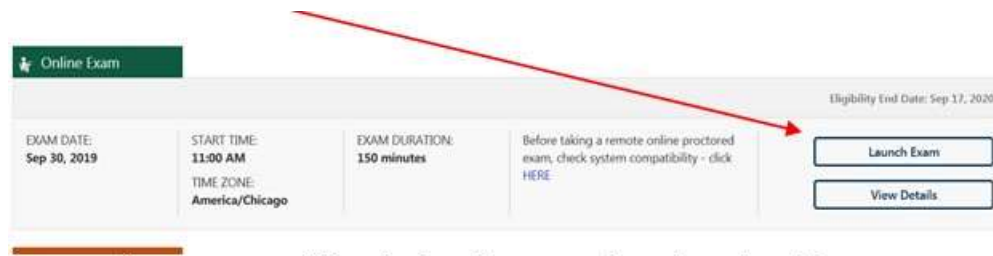 Online Exam
Eligibility End Date: Sep 17, 2020
EXAM DATE:
Sep 30, 2019
START TIME:
11:00 AM
TIME ZONE:
America/Chicago
EXAM DURATION:
150 minutes
Before taking a remote online proctored
exam, check system compatibility - click
HERE
Launch Exam
View Details